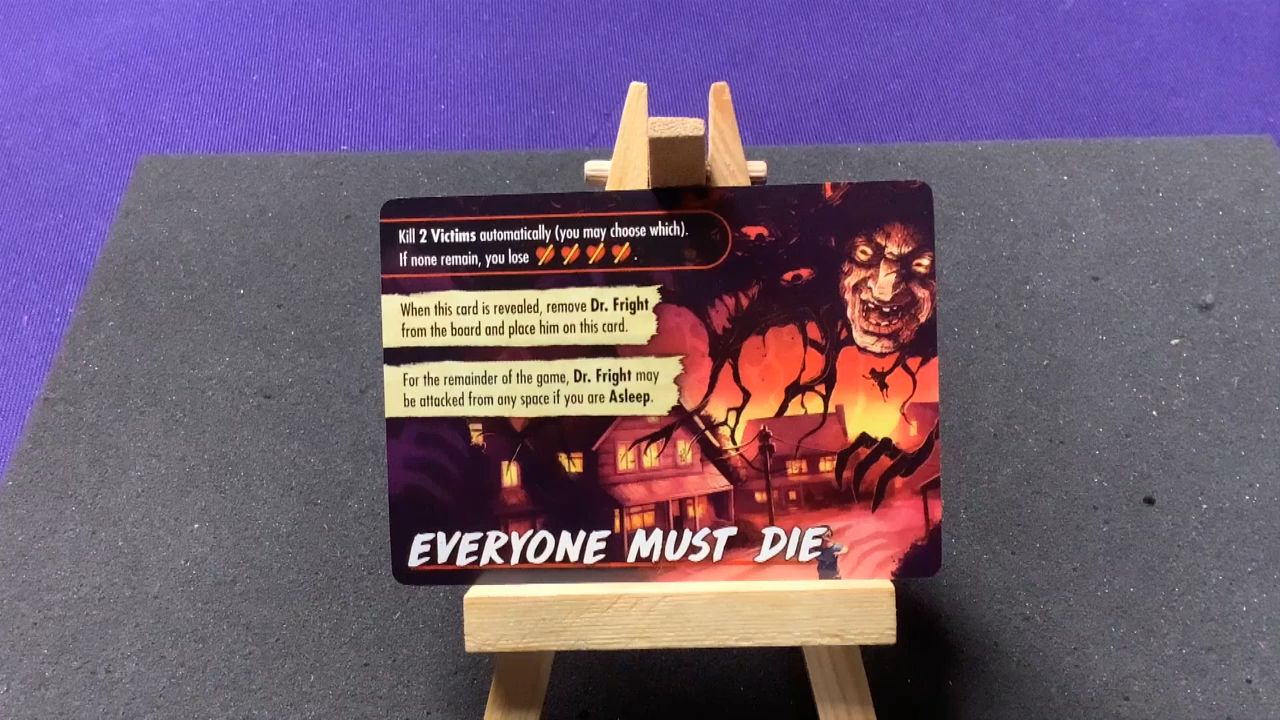 Kill 2 Victims automatically (you may choose which).
If none remain, you lose .
When this card is revealed, remove Dr. Fright
from the board and place him on this card.
For the remainder of the game, Dr. Fright may
be attacked from any space if you are Asleep.
EVERYONE MUST DIE